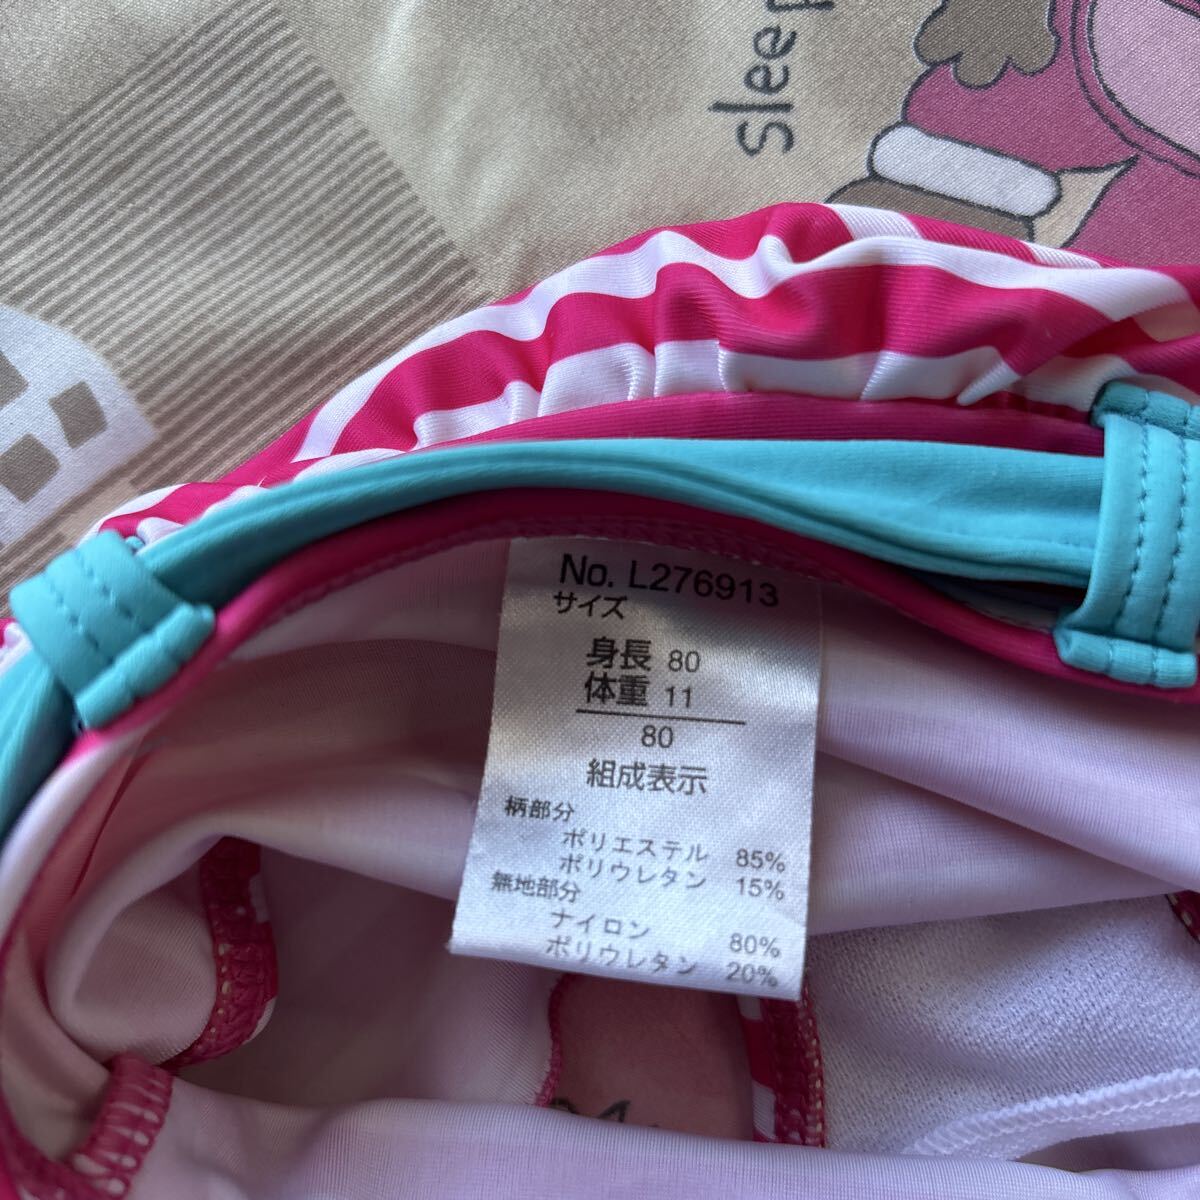 sleep
No. L276913
サイズ
身長 80
体重 11
80
組成表示
柄部分
ポリエステル 85%
ポリウレタン 15%
無地部分
ナイロン 80%
ポリウレタン 20%